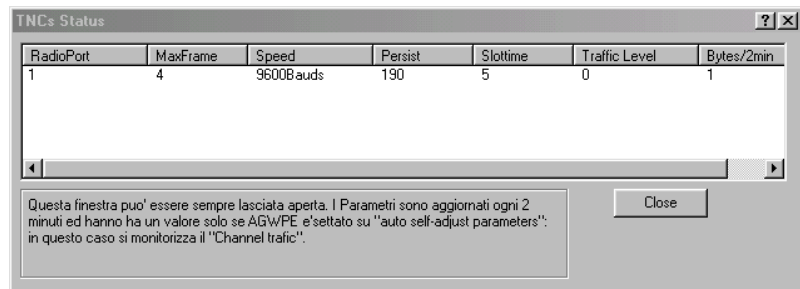 TNCs Status
RadioPort MaxFrame Speed Persist Slottime Traffic Level Bytes/2min
1 4 9600Bauds 190 5 0 1
Questa finestra puo' essere sempre lasciata aperta. I Parametri sono aggiornati ogni 2
minuti ed hanno ha un valore solo se AGWPE e'settato su "auto self-adjust parameters":
in questo caso si monitorizza il "Channel trafic".
Close